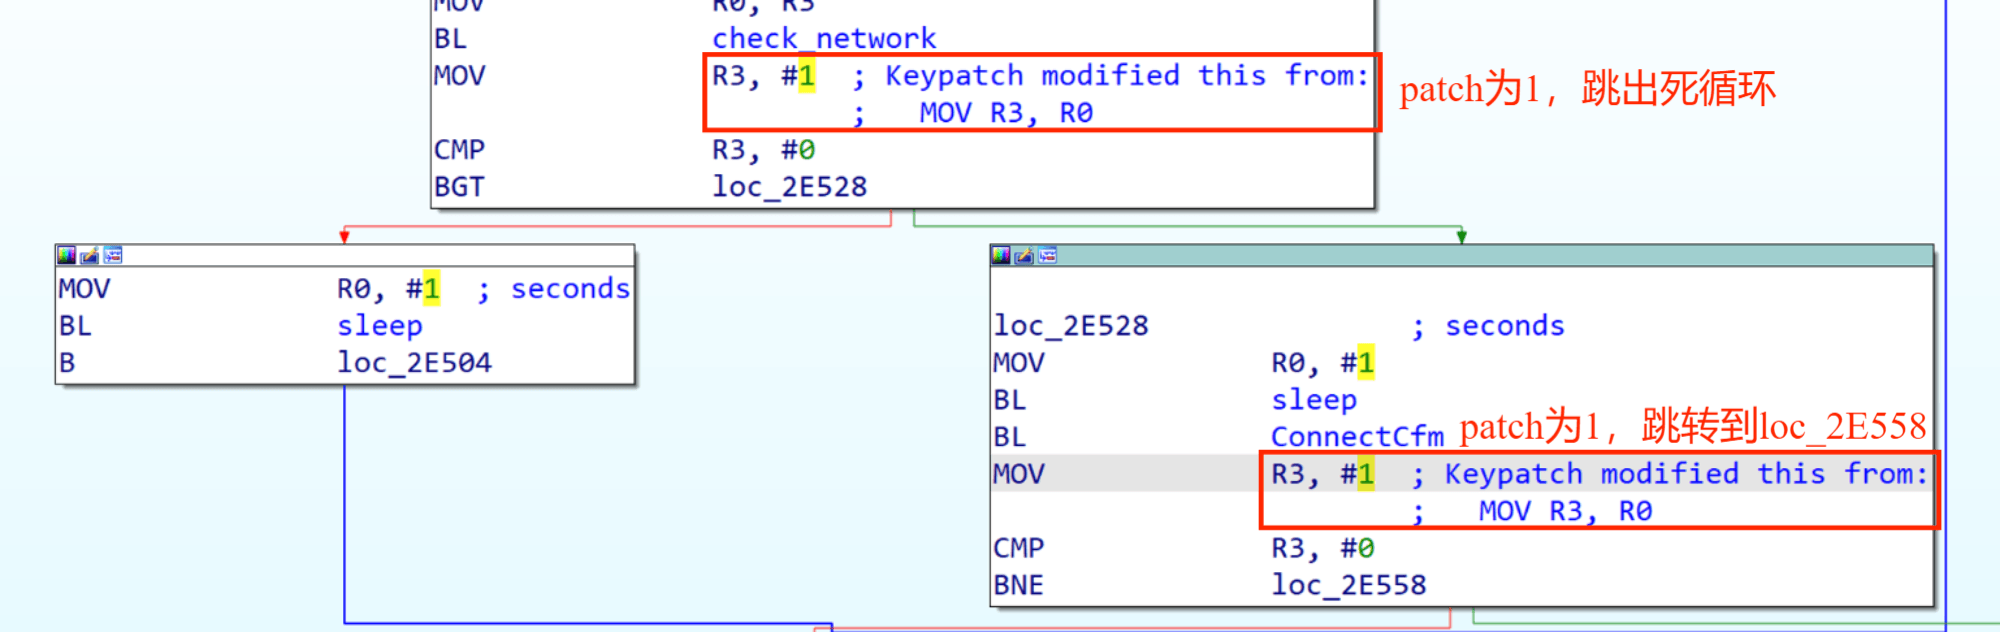 MOV R0, R3
BL check_network
MOV R3, #1 ; Keypatch modified this from:
; MOV R3, R0
patch为1，跳出死循环
CMP R3, #0
BGT loc_2E528
MOV R0, #1 ; seconds
BL sleep
B loc_2E504
loc_2E528 ; seconds
MOV R0, #1
BL sleep
BL ConnectCfm
patch为1，跳转到loc_2E558
MOV R3, #1 ; Keypatch modified this from:
; MOV R3, R0
CMP R3, #0
BNE loc_2E558